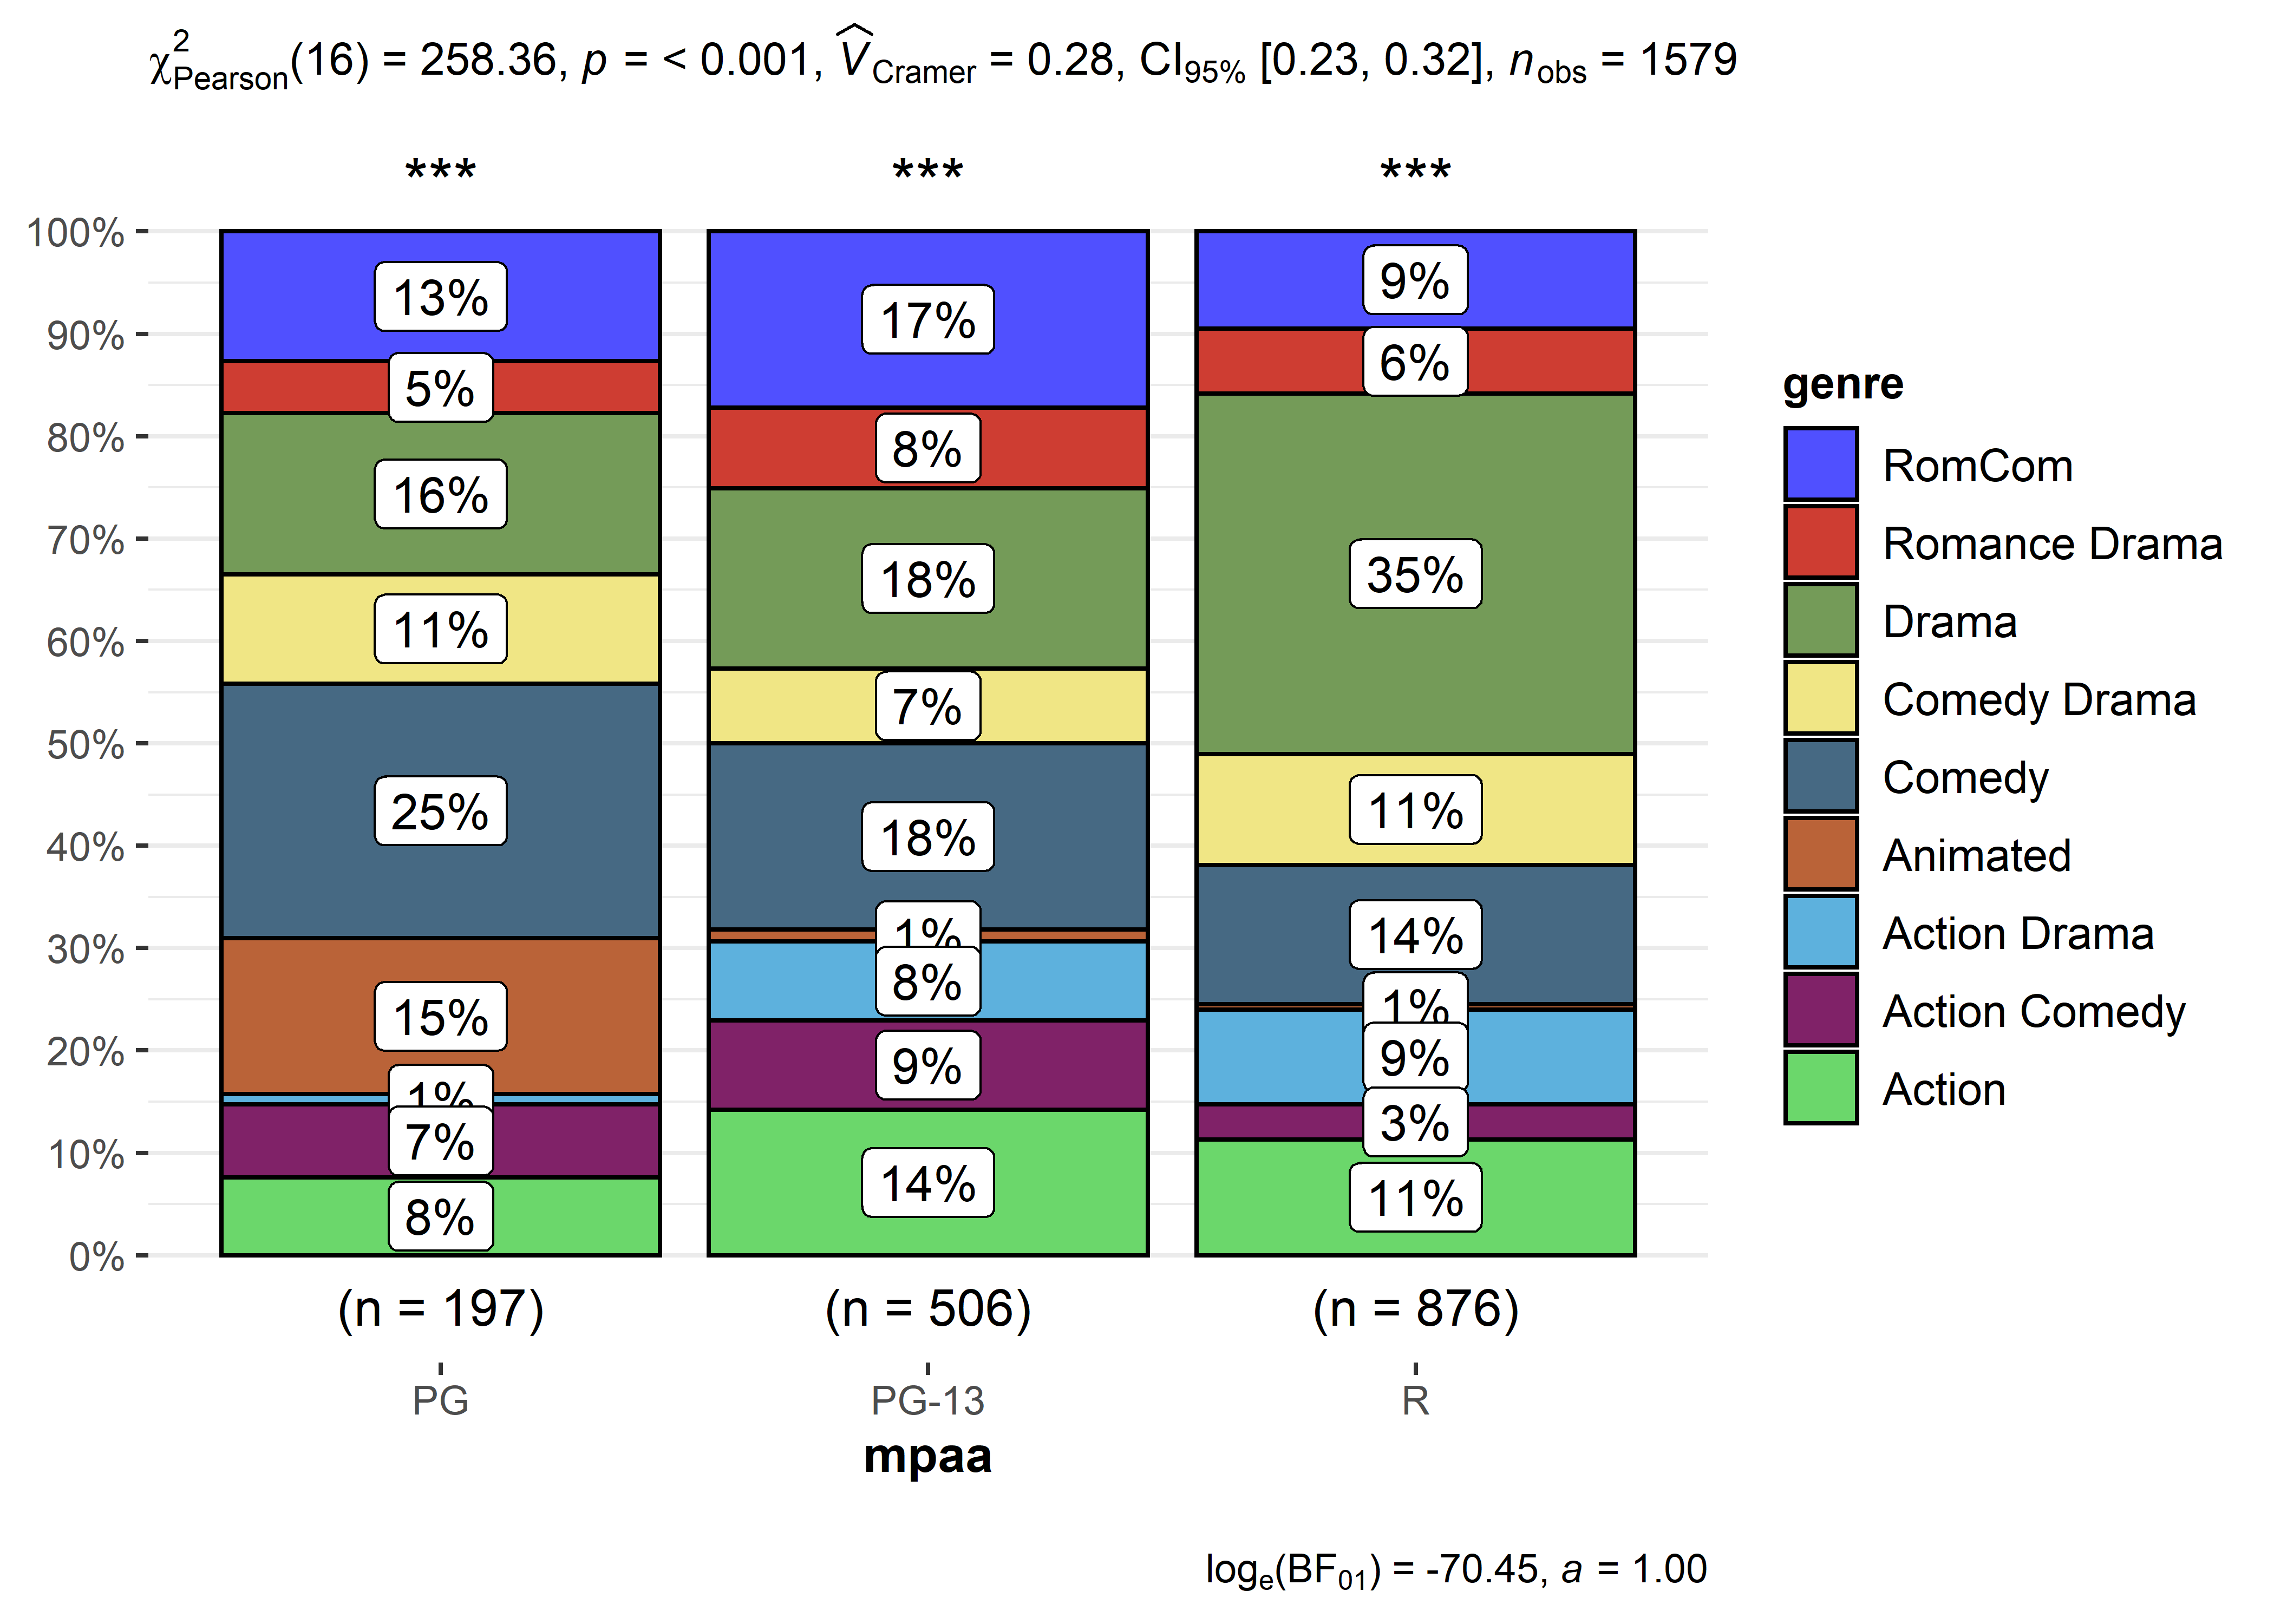 χ²Pearson(16) = 258.36, p = < 0.001, V̂Cramer = 0.28, CI95% [0.23, 0.32], nobs = 1579
*** *** ***
100%
90%
80%
70%
60%
50%
40%
30%
20%
10%
0%
13%
5%
16%
11%
25%
15%
1%
7%
8%
17%
8%
18%
7%
18%
1%
8%
9%
14%
9%
6%
35%
11%
14%
1%
9%
3%
11%
(n = 197) (n = 506) (n = 876)
PG PG-13 R
mpaa
genre
RomCom
Romance Drama
Drama
Comedy Drama
Comedy
Animated
Action Drama
Action Comedy
Action
loge(BF01) = -70.45, a = 1.00